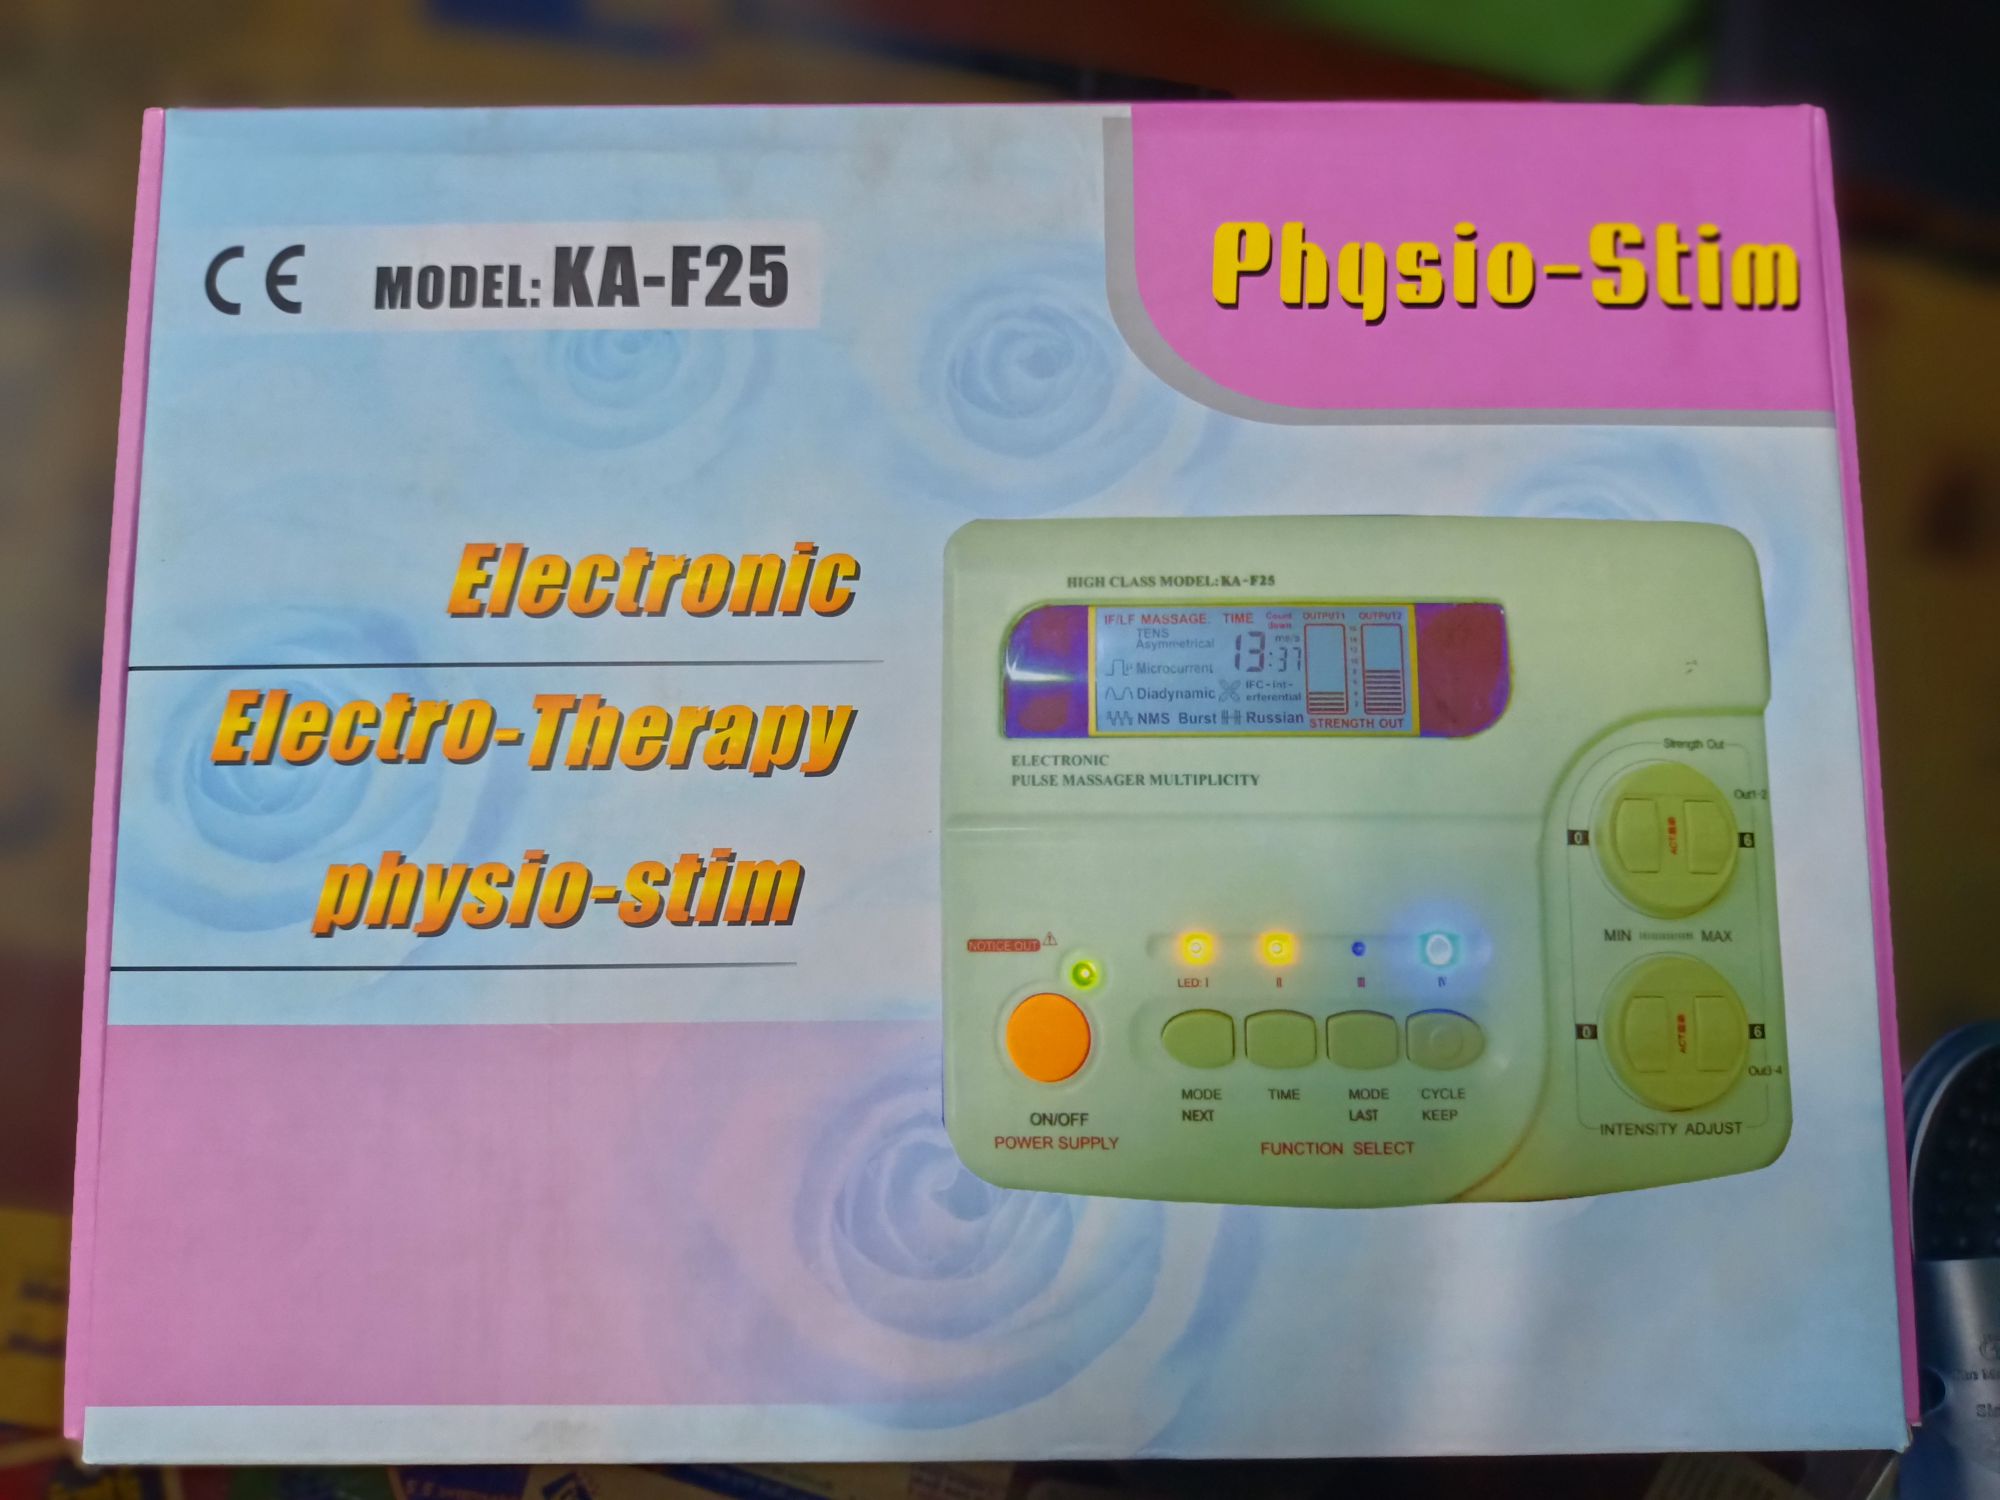 CE MODEL: KA-F25
Physio-Stim
Electronic
Electro-Therapy
physio-stim
HIGH CLASS MODEL:KA-F25
IF/LF MASSAGE TIME Count down OUTPUT1 OUTPUT2
TENS
Asymmetrical
13:37
Microcurrent
Diadynamic IFC-Int-erferential
NMS Burst Russian STRENGTH OUT
ELECTRONIC
PULSE MASSAGER MULTIPLICITY
Strength Out
Out1-2
0 6
MIN MAX
0 6
Out3-4
INTENSITY ADJUST
NOTICE OUT
LED: I II III IV
MODE NEXT
TIME
MODE LAST
CYCLE KEEP
ON/OFF
POWER SUPPLY
FUNCTION SELECT